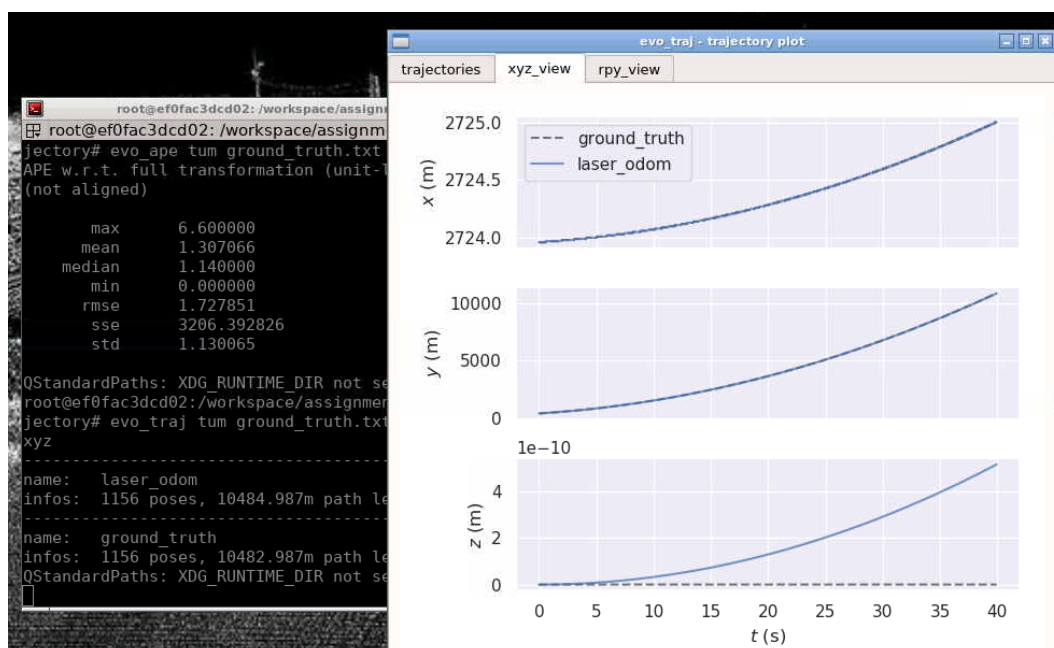 root@ef0fac3dcd02: /workspace/assign
root@ef0fac3dcd02: /workspace/assignme
jectory# evo_ape tum ground_truth.txt
APE w.r.t. full transformation (unit-l
(not aligned)
max 6.600000
mean 1.307066
median 1.140000
min 0.000000
rmse 1.727851
sse 3206.392826
std 1.130065
QStandardPaths: XDG_RUNTIME_DIR not se
root@ef0fac3dcd02:/workspace/assignmen
jectory# evo_traj tum ground_truth.txt
xyz
----------------------------------------
name: laser_odom
infos: 1156 poses, 10484.987m path le
----------------------------------------
name: ground_truth
infos: 1156 poses, 10482.987m path le
QStandardPaths: XDG_RUNTIME_DIR not se
evo_traj - trajectory plot
trajectories xyz_view rpy_view
ground_truth
laser_odom
2725.0
2724.5
2724.0
x (m)
10000
5000
0
y (m)
1e−10
4
2
0
z (m)
0 5 10 15 20 25 30 35 40
t (s)